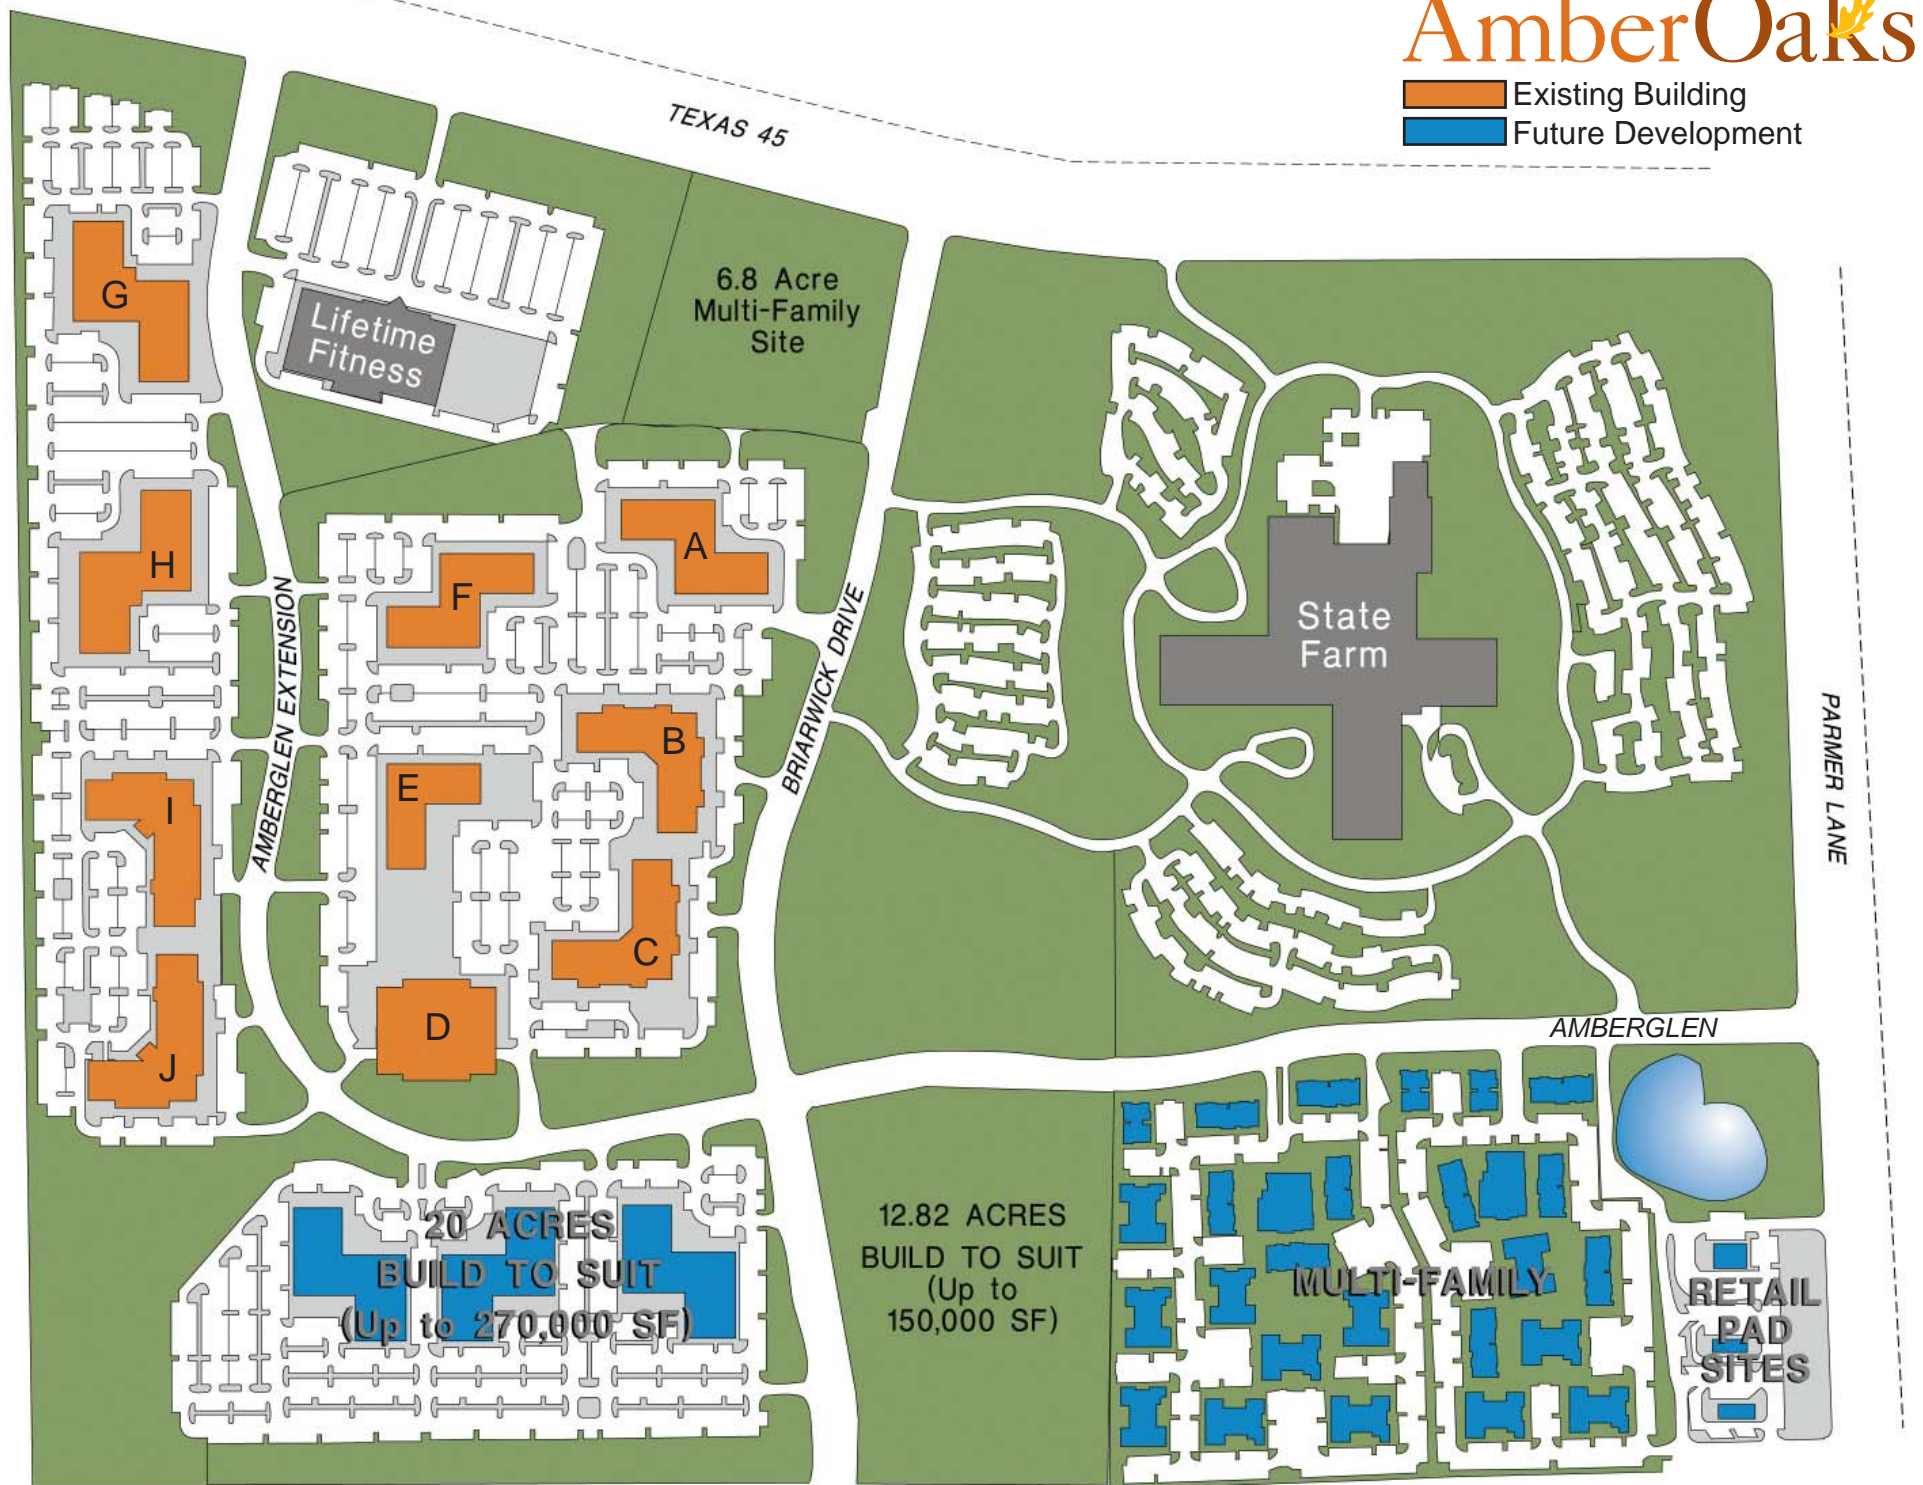 AmberOaks
Existing Building
Future Development
TEXAS 45
G
Lifetime
Fitness
6.8 Acre
Multi-Family
Site
H
F
A
State
Farm
AMBERGLEN EXTENSION
BRIARWICK DRIVE
PARMER LANE
B
E
I
C
D
J
AMBERGLEN
20 ACRES
BUILD TO SUIT
(Up to 270,000 SF)
12.82 ACRES
BUILD TO SUIT
(Up to
150,000 SF)
MULTI-FAMILY
RETAIL
PAD
SITES